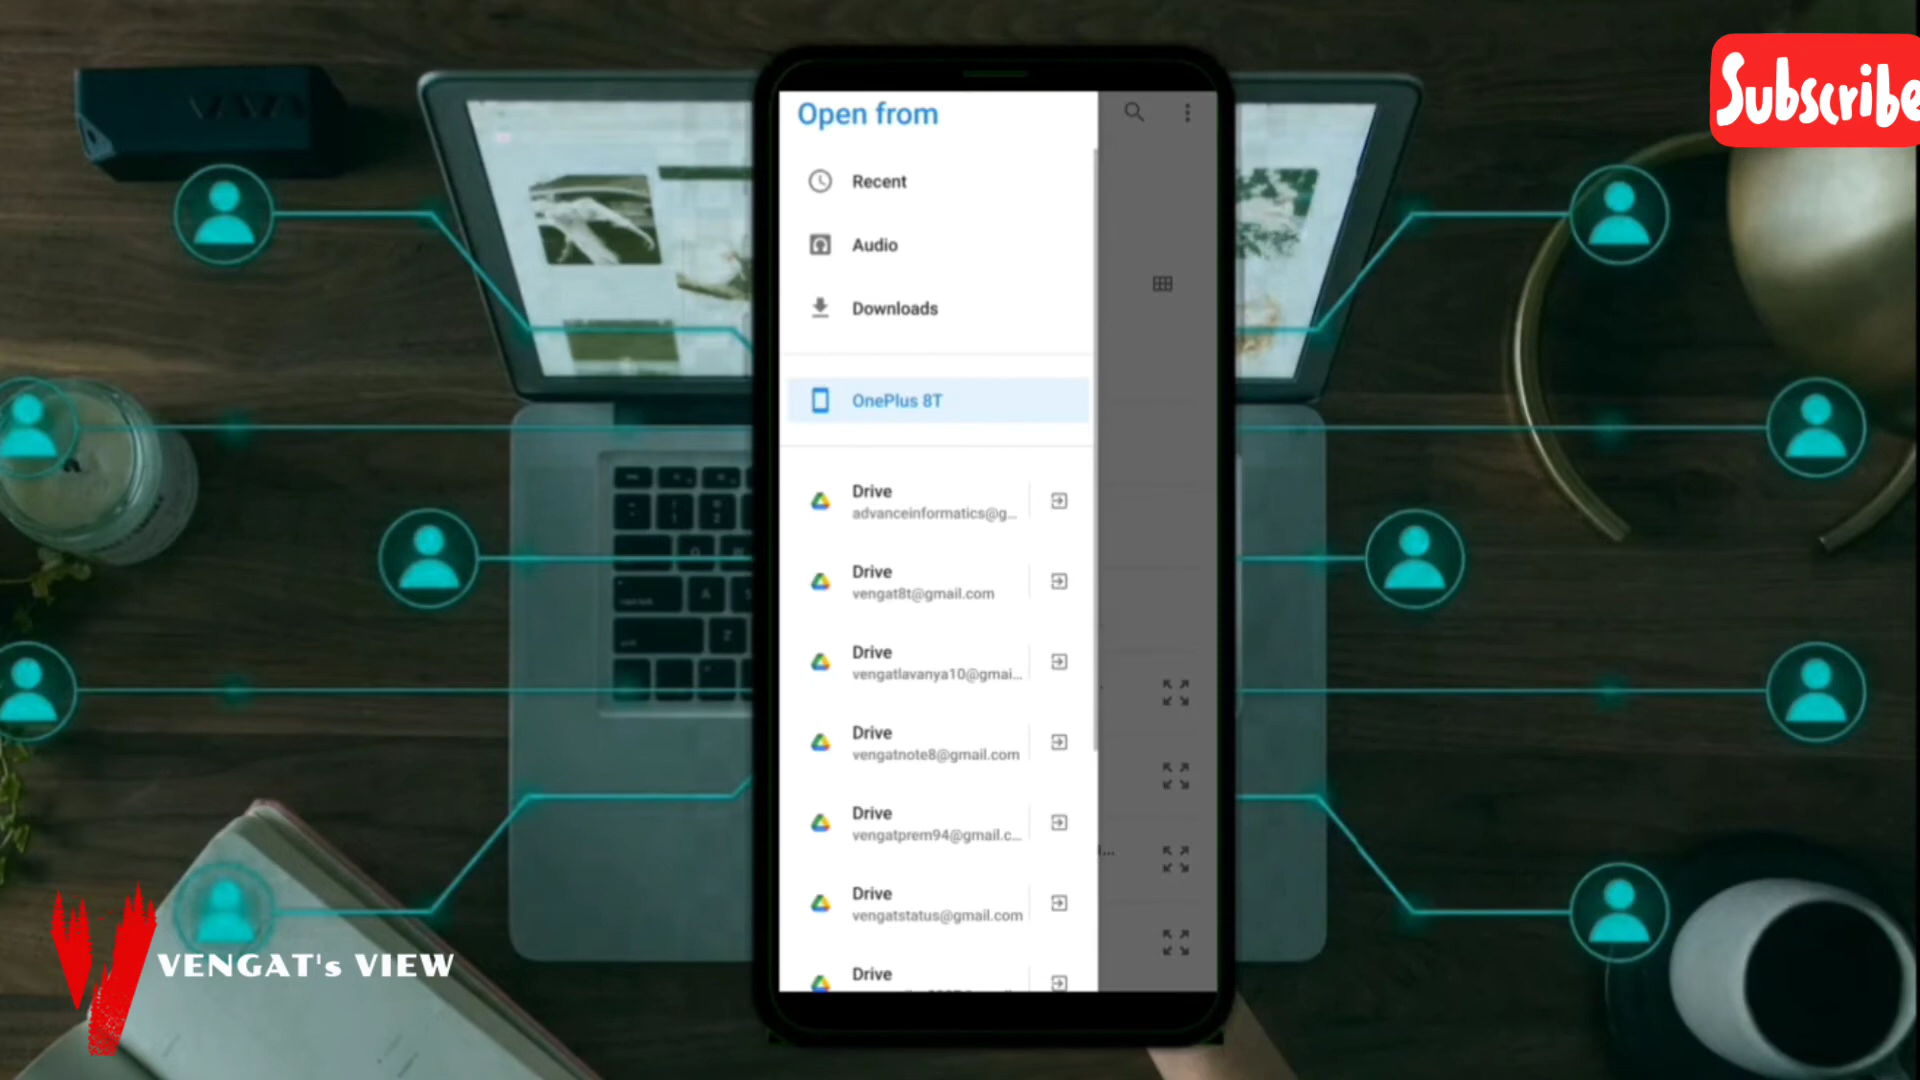 Subscribe
Open from
Recent
Audio
Downloads
OnePlus 8T
Drive
advanceinformatics@g...
Drive
vengat8t@gmail.com
Drive
vengatlavanya10@gmai...
Drive
vengatnote8@gmail.com
Drive
vengatprem94@gmail.c...
Drive
vengatstatus@gmail.com
Drive
VENGAT's VIEW